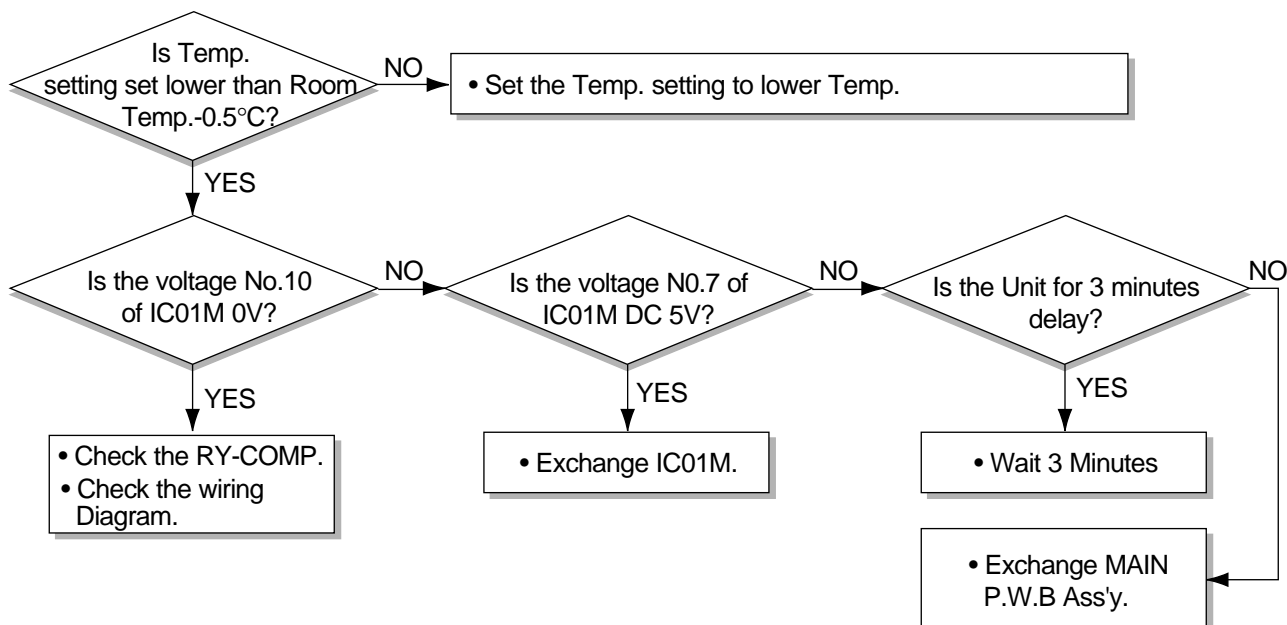 Is Temp.
setting set lower than Room
Temp.-0.5°C?
NO
• Set the Temp. setting to lower Temp.
YES
Is the voltage No.10
of IC01M 0V?
NO
Is the voltage N0.7 of
IC01M DC 5V?
NO
Is the Unit for 3 minutes
delay?
NO
YES
• Check the RY-COMP.
• Check the wiring
Diagram.
YES
• Exchange IC01M.
YES
• Wait 3 Minutes
• Exchange MAIN
P.W.B Ass'y.